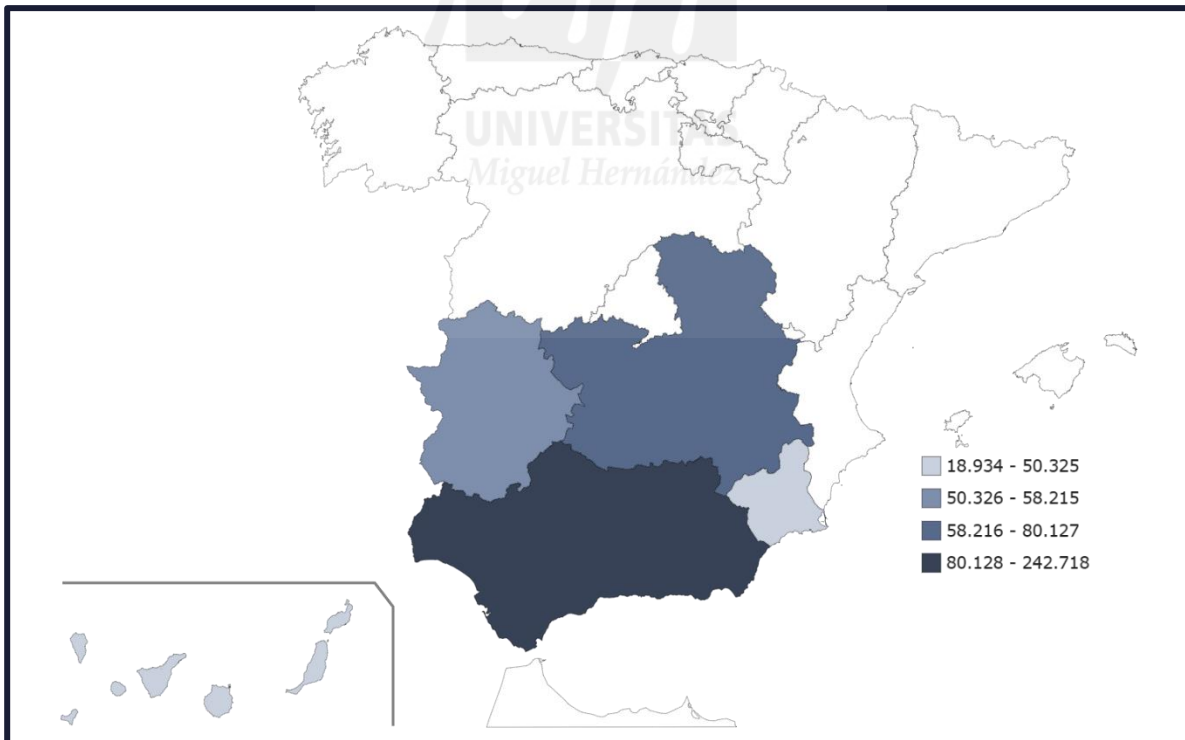 UNIVERSITAS
Miguel Hernández
18.934 - 50.325
50.326 - 58.215
58.216 - 80.127
80.128 - 242.718